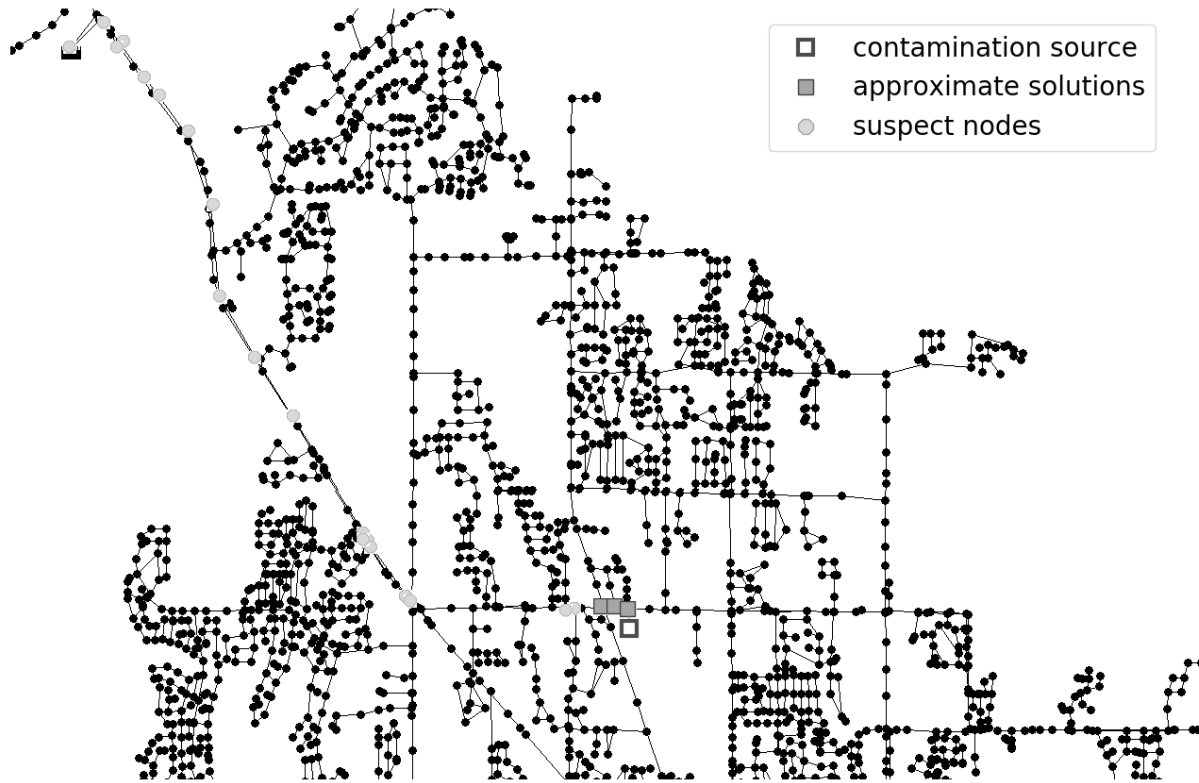 contamination source
approximate solutions
suspect nodes